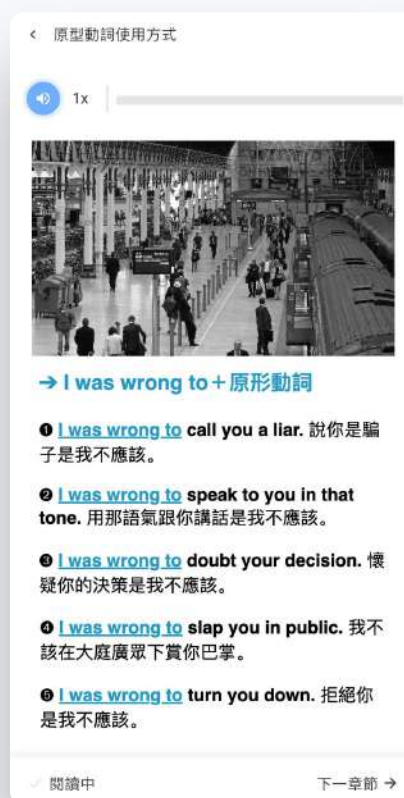 原型動詞使用方式
1x
→ I was wrong to＋原形動詞
❶ I was wrong to call you a liar. 說你是騙
子是我不應該。
❷ I was wrong to speak to you in that
tone. 用那語氣跟你講話是我不應該。
❸ I was wrong to doubt your decision. 懷
疑你的決策是我不應該。
❹ I was wrong to slap you in public. 我不
該在大庭廣眾下賞你巴掌。
❺ I was wrong to turn you down. 拒絕你
是我不應該。
閱讀中
下一章節 →